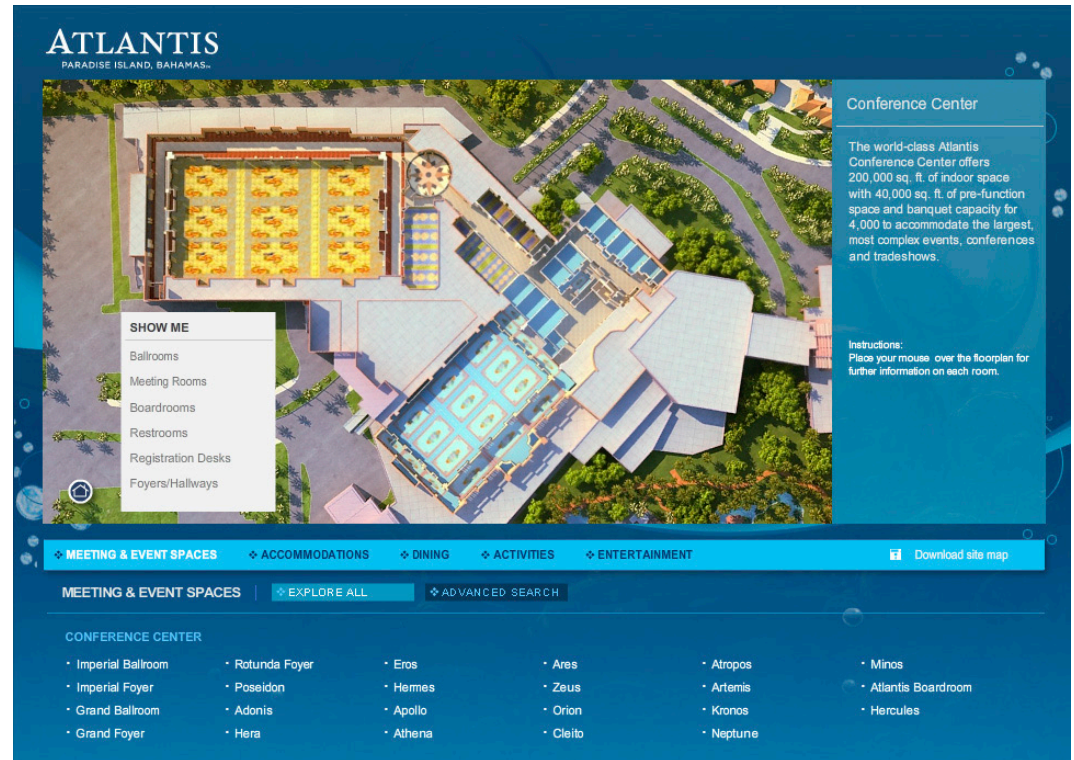 ATLANTIS
PARADISE ISLAND, BAHAMAS™
Conference Center
The world-class Atlantis
Conference Center offers
200,000 sq. ft. of indoor space
with 40,000 sq. ft. of pre-function
space and banquet capacity for
4,000 to accommodate the largest,
most complex events, conferences
and tradeshows.
Instructions:
Place your mouse over the floorplan for
further information on each room.
SHOW ME
Ballrooms
Meeting Rooms
Boardrooms
Restrooms
Registration Desks
Foyers/Hallways
MEETING & EVENT SPACES ACCOMMODATIONS DINING ACTIVITIES ENTERTAINMENT Download site map
MEETING & EVENT SPACES | EXPLORE ALL ADVANCED SEARCH
CONFERENCE CENTER
· Imperial Ballroom · Rotunda Foyer · Eros · Ares · Atropos · Minos
· Imperial Foyer · Poseidon · Hermes · Zeus · Artemis · Atlantis Boardroom
· Grand Ballroom · Adonis · Apollo · Orion · Kronos · Hercules
· Grand Foyer · Hera · Athena · Cleito · Neptune